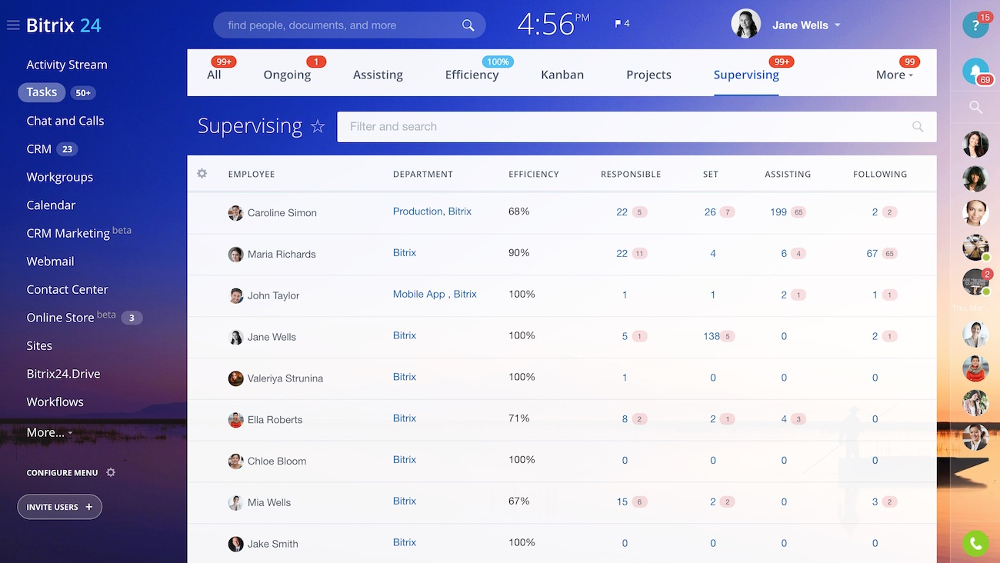 Bitrix 24
find people, documents, and more
4:56 PM
4
Jane Wells
15
?
Activity Stream
Tasks 50+
Chat and Calls
CRM 23
Workgroups
Calendar
CRM Marketing beta
Webmail
Contact Center
Online Store beta 3
Sites
Bitrix24.Drive
Workflows
More...
CONFIGURE MENU
INVITE USERS +
99+ 1 100% 99+ 99
All Ongoing Assisting Efficiency Kanban Projects Supervising More
Supervising
Filter and search
EMPLOYEE DEPARTMENT EFFICIENCY RESPONSIBLE SET ASSISTING FOLLOWING
Caroline Simon Production, Bitrix 68% 22 5 26 7 199 65 2 2
Maria Richards Bitrix 90% 22 11 4 6 4 67 65
John Taylor Mobile App , Bitrix 100% 1 1 2 1 1 1
Jane Wells Bitrix 100% 5 1 138 5 0 2 1
Valeriya Strunina Bitrix 100% 1 0 0 0
Ella Roberts Bitrix 71% 8 2 2 1 4 3 0
Chloe Bloom Bitrix 100% 0 0 0 0
Mia Wells Bitrix 67% 15 6 2 2 0 3 2
Jake Smith Bitrix 100% 0 0 0 0
69
2